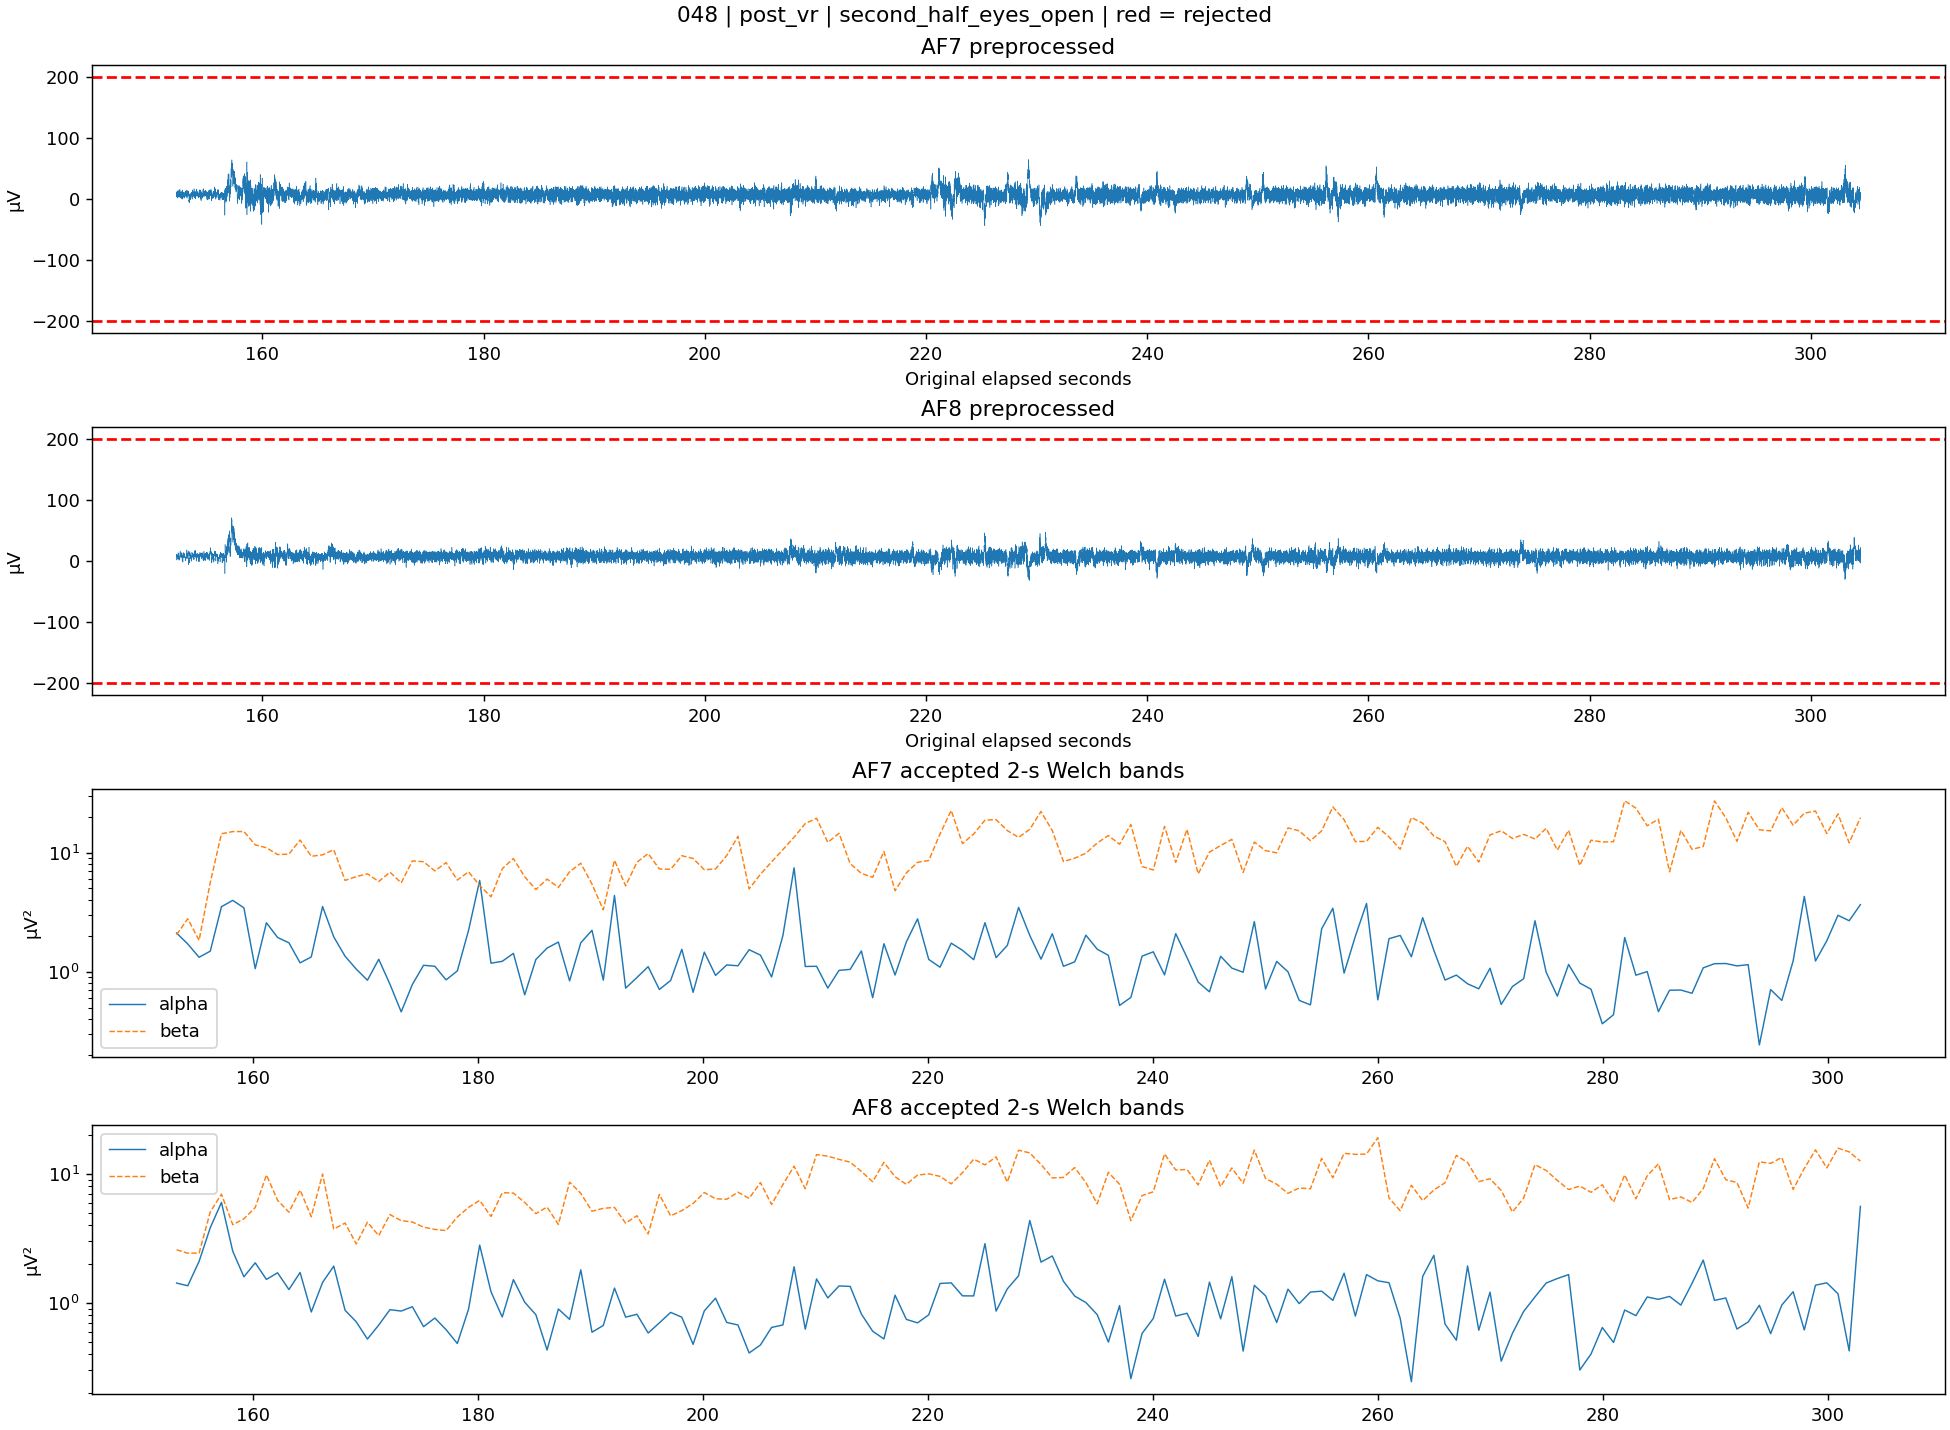 048 | post_vr | second_half_eyes_open | red = rejected
AF7 preprocessed
200
100
0
−100
−200
µV
160 180 200 220 240 260 280 300
Original elapsed seconds
AF8 preprocessed
200
100
0
−100
−200
µV
160 180 200 220 240 260 280 300
Original elapsed seconds
AF7 accepted 2-s Welch bands
10¹
10⁰
µV²
alpha
beta
160 180 200 220 240 260 280 300
AF8 accepted 2-s Welch bands
alpha
beta
10¹
10⁰
µV²
160 180 200 220 240 260 280 300